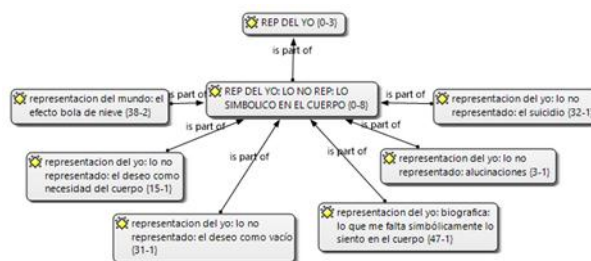 REP DEL YO {0-3}
is part of
REP DEL YO: LO NO REP: LO
SIMBOLICO EN EL CUERPO {0-8}
is part of
representacion del mundo: el
efecto bola de nieve {38-2}
is part of
representacion del yo: lo no
representado: el suicidio {32-1}
is part of
representacion del yo: lo no
representado: el deseo como
necesidad del cuerpo {15-1}
is part of
representacion del yo: lo no
representado: alucinaciones {3-1}
is part of
representacion del yo: lo no
representado: el deseo como vacío
{31-1}
is part of
representacion del yo: biografica:
lo que me falta simbólicamente lo
siento en el cuerpo {47-1}
is part of